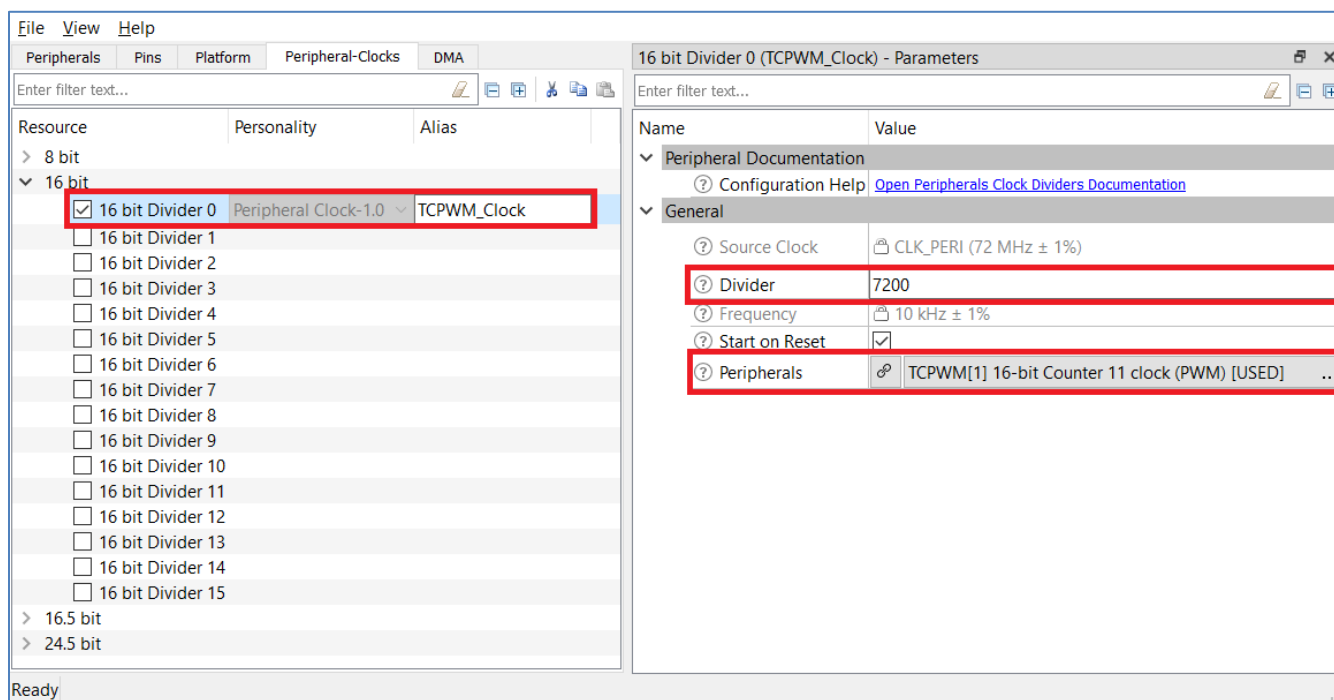 File View Help
Peripherals Pins Platform Peripheral-Clocks DMA
Enter filter text...
Resource Personality Alias
8 bit
16 bit
16 bit Divider 0 Peripheral Clock-1.0 TCPWM_Clock
16 bit Divider 1
16 bit Divider 2
16 bit Divider 3
16 bit Divider 4
16 bit Divider 5
16 bit Divider 6
16 bit Divider 7
16 bit Divider 8
16 bit Divider 9
16 bit Divider 10
16 bit Divider 11
16 bit Divider 12
16 bit Divider 13
16 bit Divider 14
16 bit Divider 15
16.5 bit
24.5 bit
Ready
16 bit Divider 0 (TCPWM_Clock) - Parameters
Enter filter text...
Name Value
Peripheral Documentation
? Configuration Help Open Peripherals Clock Dividers Documentation
General
? Source Clock CLK_PERI (72 MHz ± 1%)
? Divider 7200
? Frequency 10 kHz ± 1%
? Start on Reset
? Peripherals TCPWM[1] 16-bit Counter 11 clock (PWM) [USED] ..